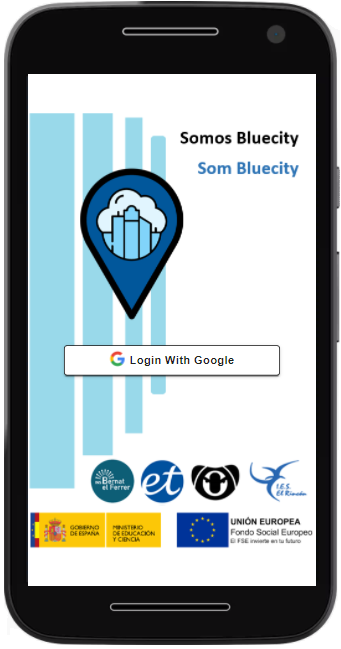 Somos Bluecity
Som Bluecity
Login With Google
Bernat
el Ferrer
et
I.E.S.
El Rincón
GOBIERNO
DE ESPAÑA
MINISTERIO
DE EDUCACIÓN
Y CIENCIA
UNIÓN EUROPEA
Fondo Social Europeo
El FSE invierte en tu futuro